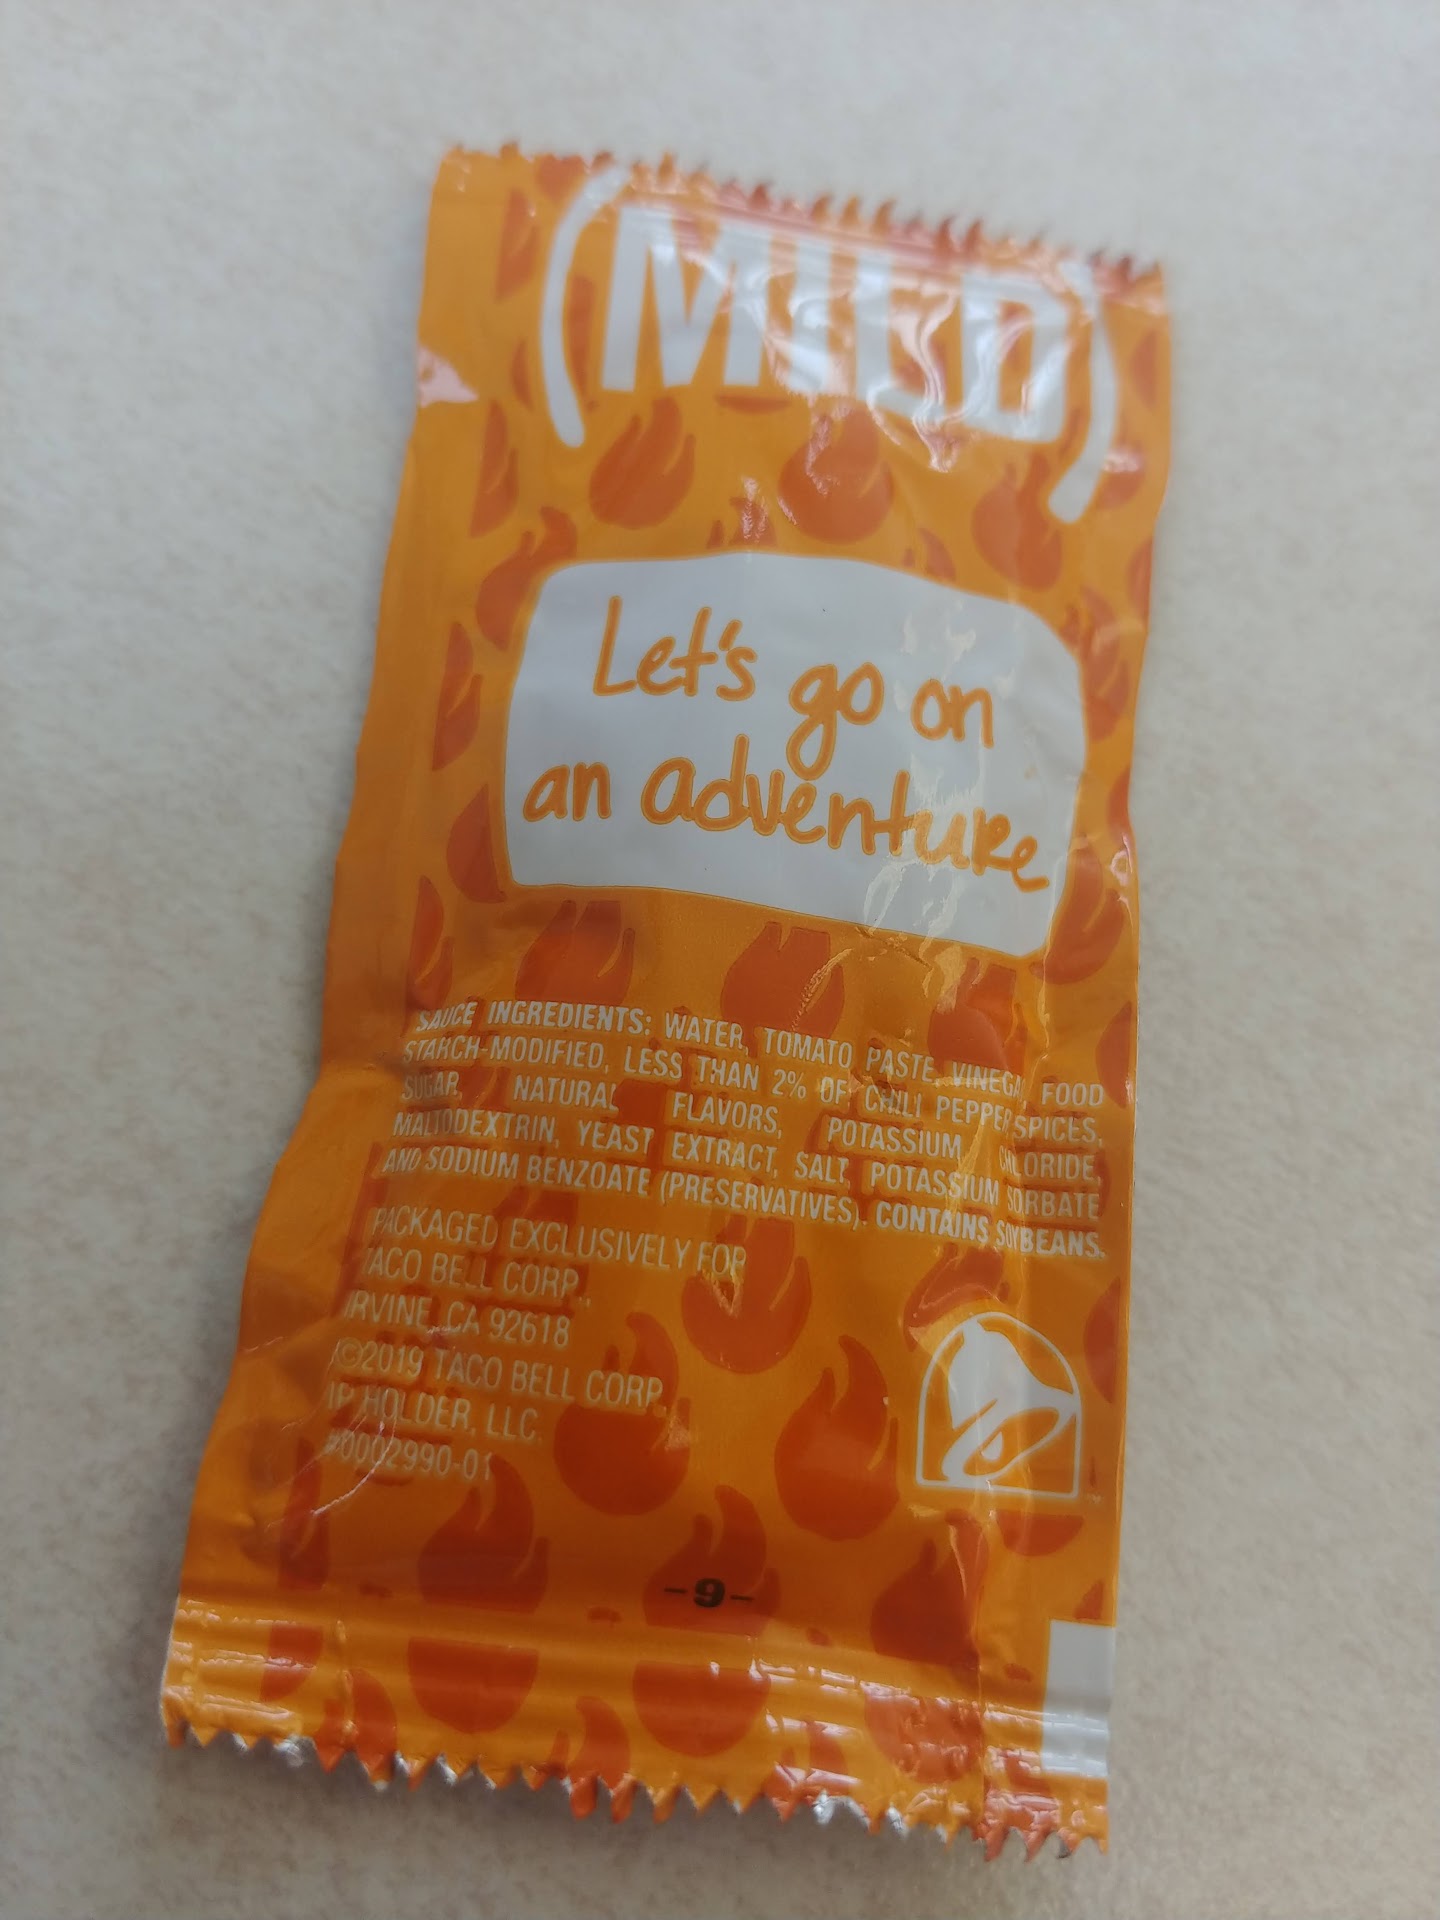 (MILD)
Let's go on
an adventure
SAUCE INGREDIENTS: WATER, TOMATO PASTE, VINEGAR, FOOD
STARCH-MODIFIED, LESS THAN 2% OF CHILI PEPPER, SPICES,
SUGAR, NATURAL FLAVORS, POTASSIUM CHLORIDE,
MALTODEXTRIN, YEAST EXTRACT, SALT, POTASSIUM SORBATE
AND SODIUM BENZOATE (PRESERVATIVES). CONTAINS SOYBEANS.
PACKAGED EXCLUSIVELY FOR
TACO BELL CORP.,
IRVINE, CA 92618
©2019 TACO BELL CORP.
IP HOLDER, LLC.
#0002990-01
-9-